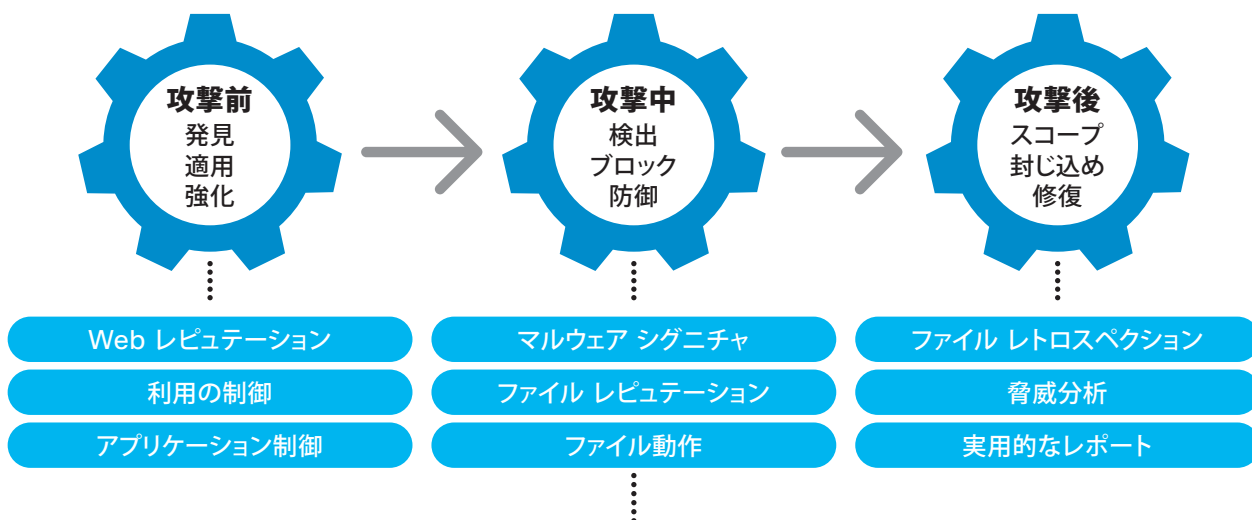 攻撃前
発見
適用
強化
攻撃中
検出
ブロック
防御
攻撃後
スコープ
封じ込め
修復
Web レピュテーション
利用の制御
アプリケーション制御
マルウェア シグニチャ
ファイル レピュテーション
ファイル動作
ファイル レトロスペクション
脅威分析
実用的なレポート